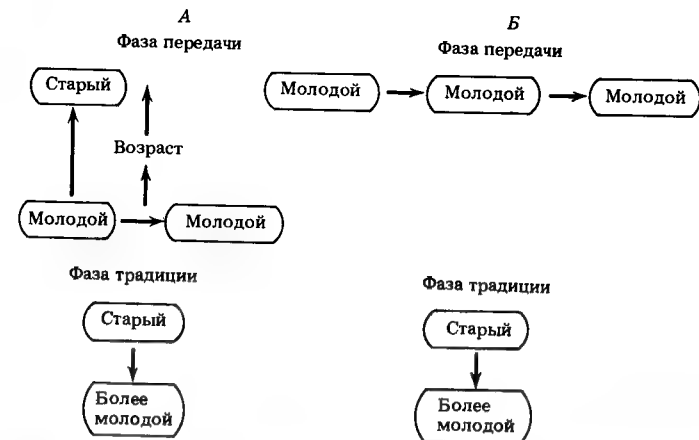 А
Фаза передачи
Старый
Возраст
Молодой
Молодой
Фаза традиции
Старый
Более
молодой
Б
Фаза передачи
Молодой
Молодой
Молодой
Фаза традиции
Старый
Более
молодой